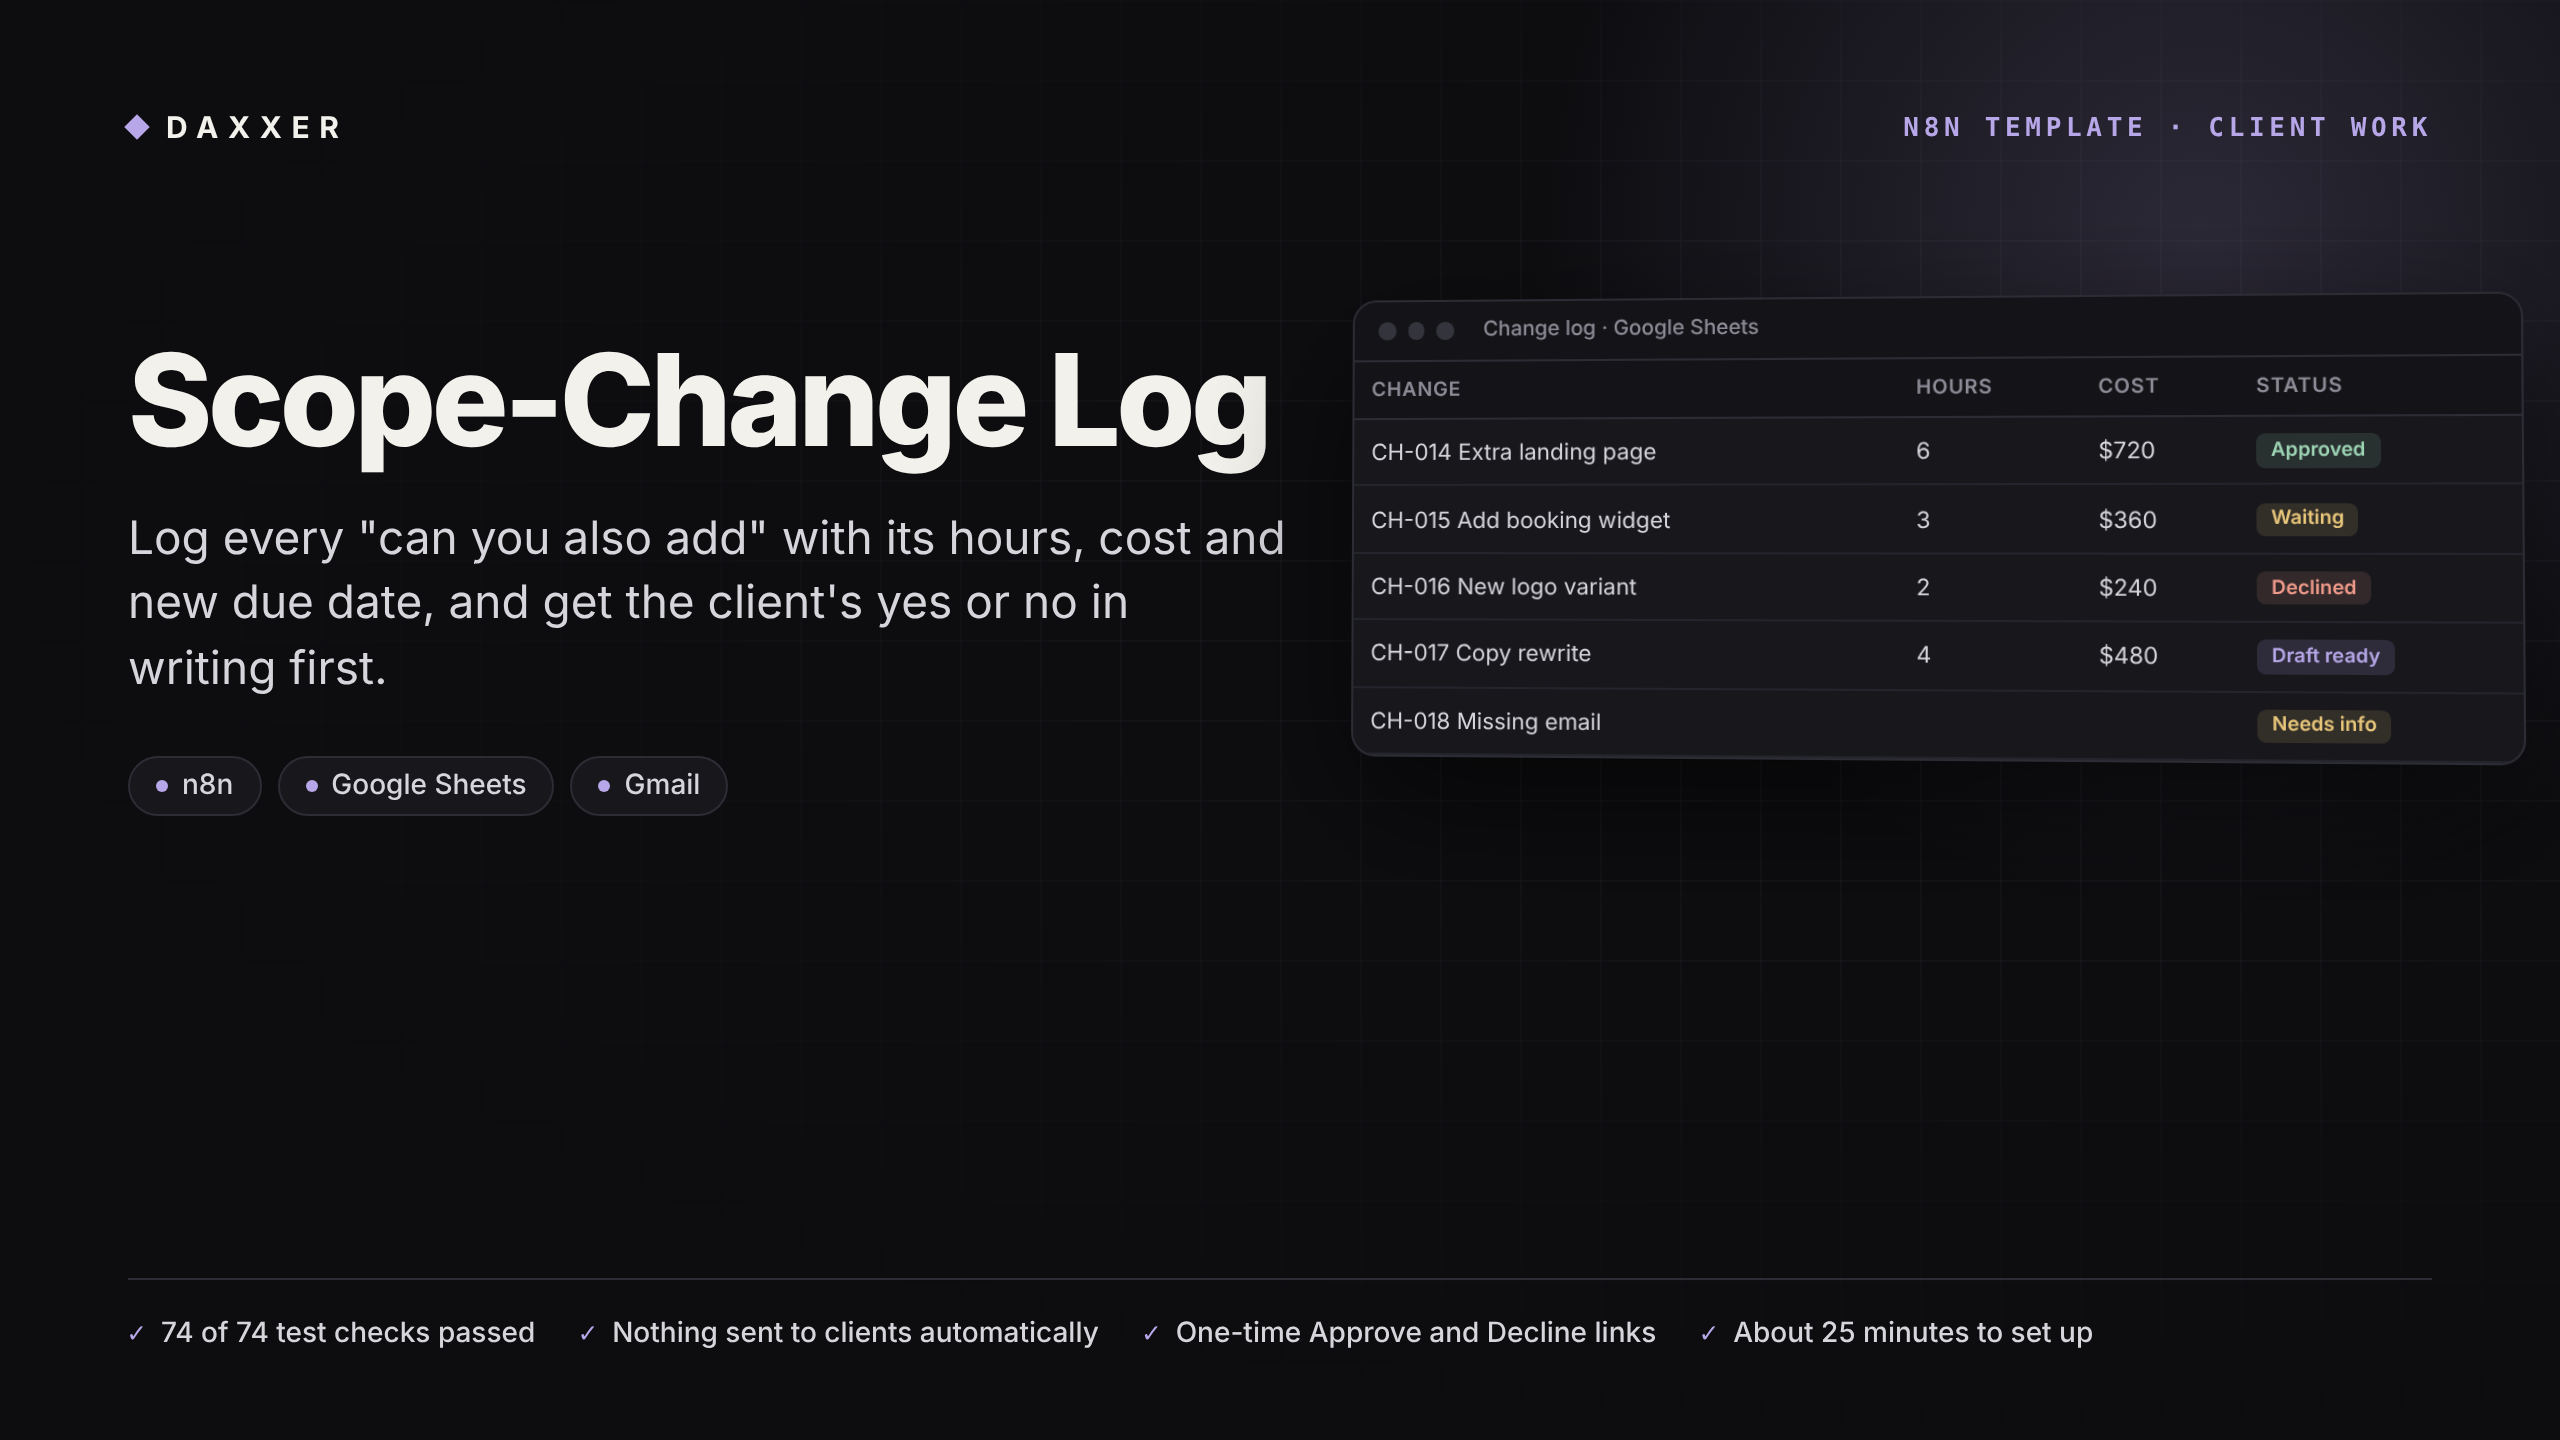 DAXXER
N8N TEMPLATE · CLIENT WORK
Scope-Change Log
Log every "can you also add" with its hours, cost and
new due date, and get the client's yes or no in
writing first.
n8n
Google Sheets
Gmail
Change log · Google Sheets
CHANGE HOURS COST STATUS
CH-014 Extra landing page 6 $720 Approved
CH-015 Add booking widget 3 $360 Waiting
CH-016 New logo variant 2 $240 Declined
CH-017 Copy rewrite 4 $480 Draft ready
CH-018 Missing email Needs info
✓ 74 of 74 test checks passed ✓ Nothing sent to clients automatically ✓ One-time Approve and Decline links ✓ About 25 minutes to set up